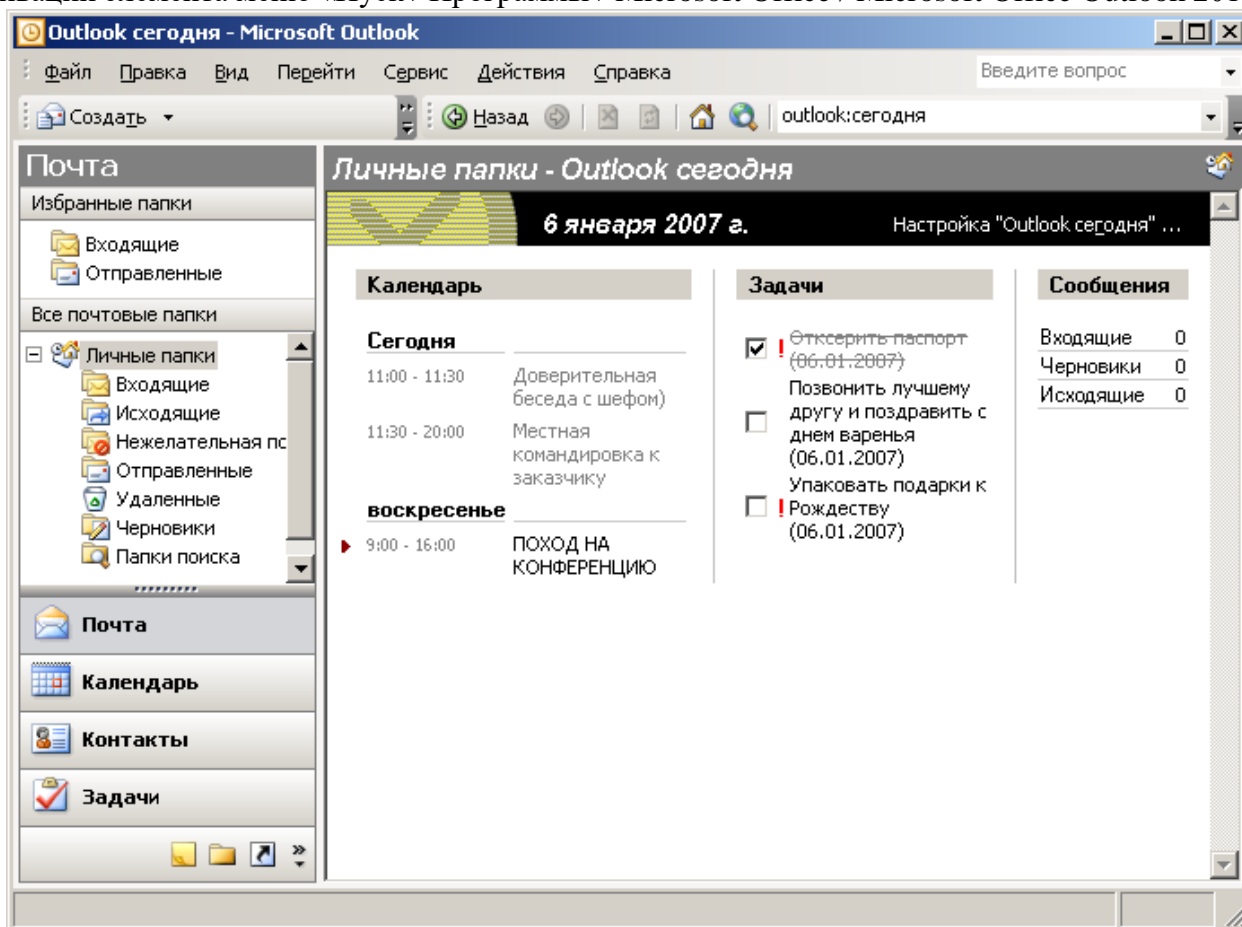 Outlook сегодня - Microsoft Outlook
Файл Правка Вид Перейти Сервис Действия Справка Введите вопрос
Создать Назад outlook:сегодня
Почта
Избранные папки
Входящие
Отправленные
Все почтовые папки
Личные папки
Входящие
Исходящие
Нежелательная пс
Отправленные
Удаленные
Черновики
Папки поиска
Почта
Календарь
Контакты
Задачи
Личные папки - Outlook сегодня
6 января 2007 г. Настройка "Outlook сегодня" ...
Календарь
Сегодня
11:00 - 11:30 Доверительная
беседа с шефом)
11:30 - 20:00 Местная
командировка к
заказчику
воскресенье
9:00 - 16:00 ПОХОД НА
КОНФЕРЕНЦИЮ
Задачи
! Отксерить паспорт
(06.01.2007)
Позвонить лучшему
другу и поздравить с
днем варенья
(06.01.2007)
Упаковать подарки к
! Рождеству
(06.01.2007)
Сообщения
Входящие 0
Черновики 0
Исходящие 0